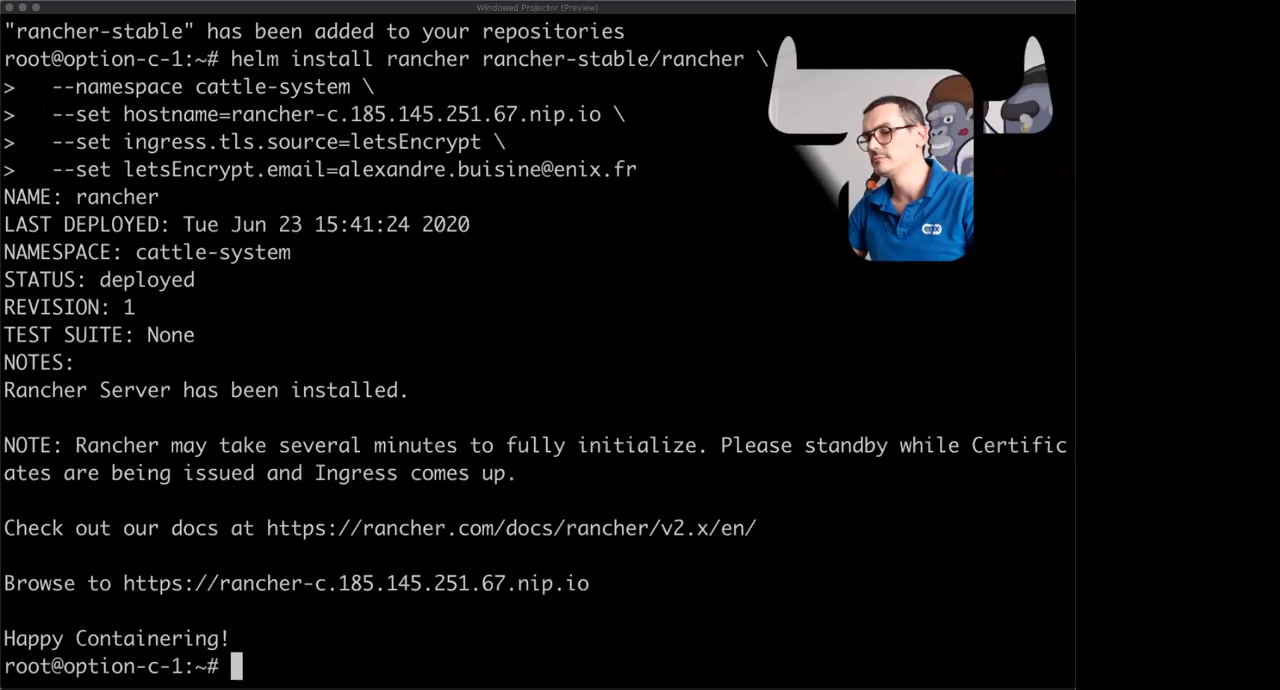 Windowed Projector (Preview)
"rancher-stable" has been added to your repositories
root@option-c-1:~# helm install rancher rancher-stable/rancher \
>   --namespace cattle-system \
>   --set hostname=rancher-c.185.145.251.67.nip.io \
>   --set ingress.tls.source=letsEncrypt \
>   --set letsEncrypt.email=alexandre.buisine@enix.fr
NAME: rancher
LAST DEPLOYED: Tue Jun 23 15:41:24 2020
NAMESPACE: cattle-system
STATUS: deployed
REVISION: 1
TEST SUITE: None
NOTES:
Rancher Server has been installed.
NOTE: Rancher may take several minutes to fully initialize. Please standby while Certific
ates are being issued and Ingress comes up.
Check out our docs at https://rancher.com/docs/rancher/v2.x/en/
Browse to https://rancher-c.185.145.251.67.nip.io
Happy Containering!
root@option-c-1:~#
enix